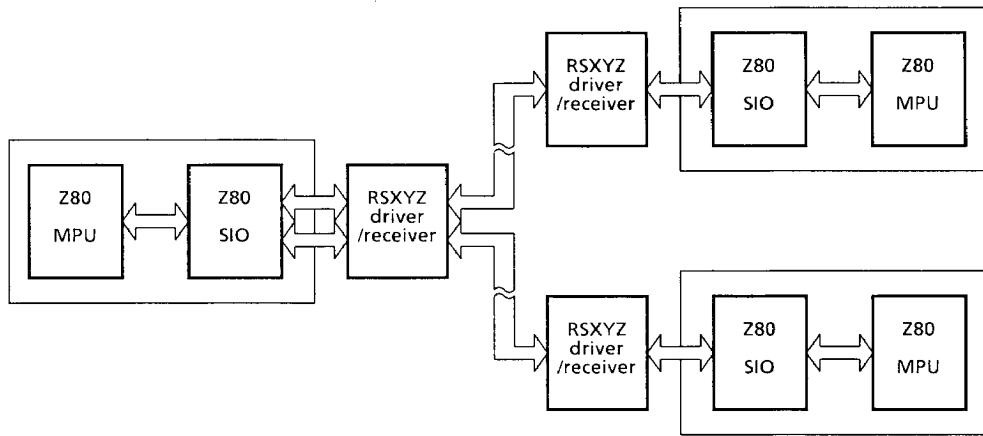 RSXYZ
driver
/receiver
Z80
SIO
Z80
MPU
Z80
MPU
Z80
SIO
RSXYZ
driver
/receiver
RSXYZ
driver
/receiver
Z80
SIO
Z80
MPU